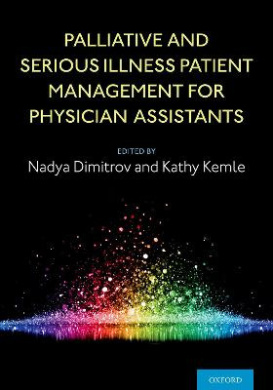 PALLIATIVE AND
SERIOUS ILLNESS PATIENT
MANAGEMENT FOR
PHYSICIAN ASSISTANTS
EDITED BY
Nadya Dimitrov and Kathy Kemle
OXFORD